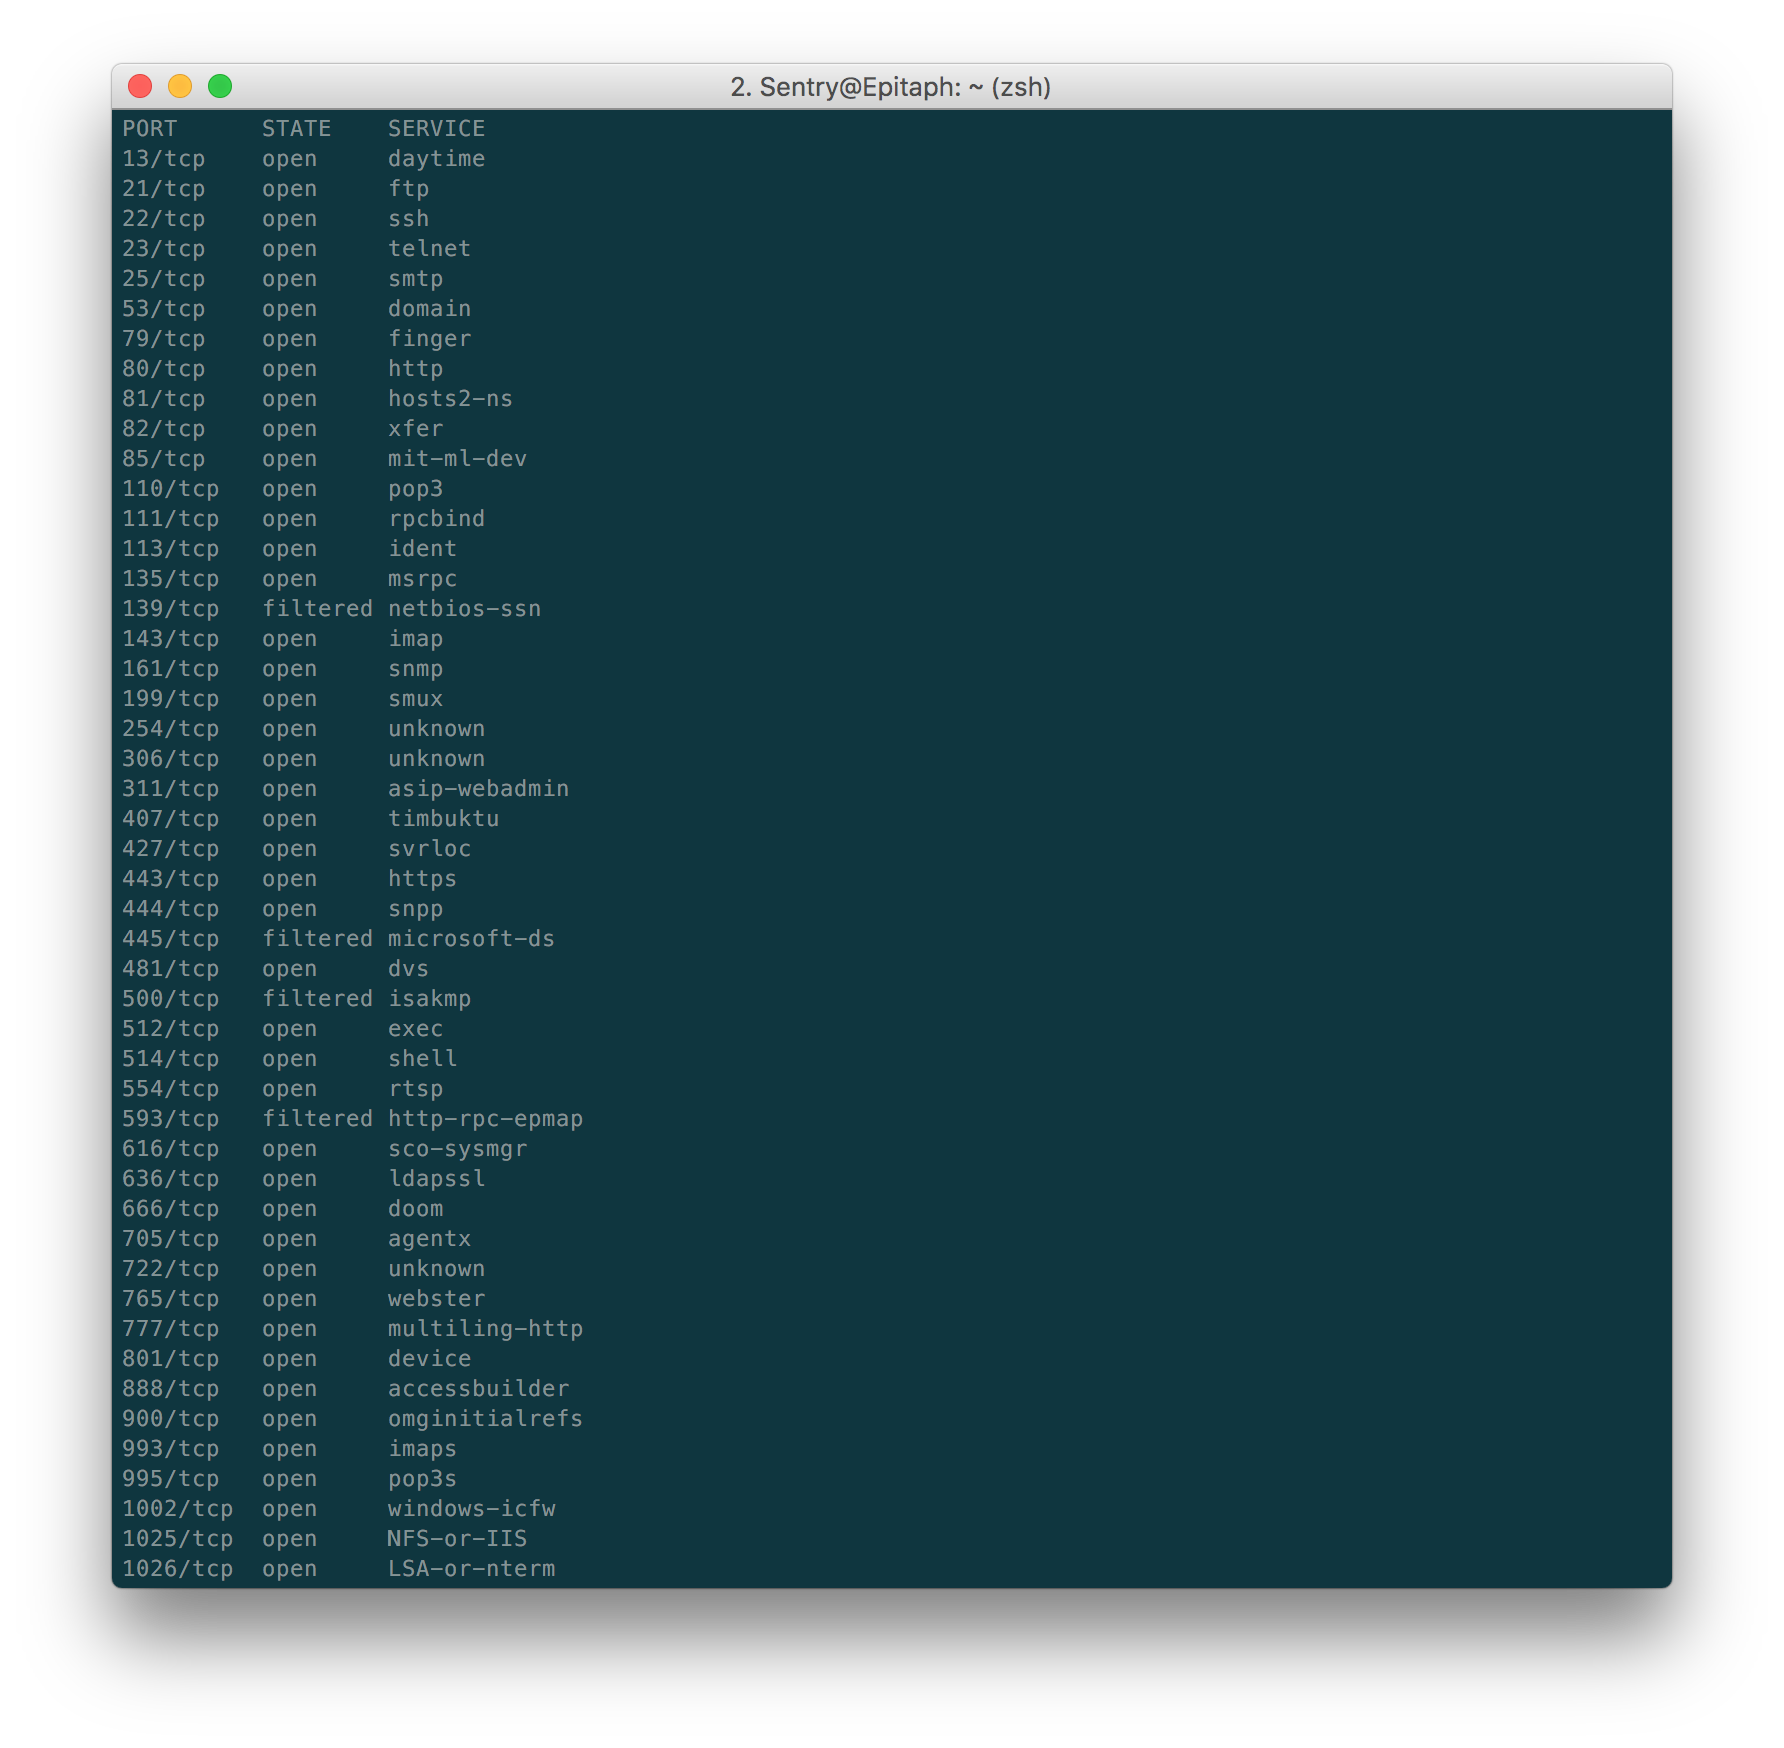 2. Sentry@Epitaph: ~ (zsh)
PORT STATE SERVICE
13/tcp open daytime
21/tcp open ftp
22/tcp open ssh
23/tcp open telnet
25/tcp open smtp
53/tcp open domain
79/tcp open finger
80/tcp open http
81/tcp open hosts2-ns
82/tcp open xfer
85/tcp open mit-ml-dev
110/tcp open pop3
111/tcp open rpcbind
113/tcp open ident
135/tcp open msrpc
139/tcp filtered netbios-ssn
143/tcp open imap
161/tcp open snmp
199/tcp open smux
254/tcp open unknown
306/tcp open unknown
311/tcp open asip-webadmin
407/tcp open timbuktu
427/tcp open svrloc
443/tcp open https
444/tcp open snpp
445/tcp filtered microsoft-ds
481/tcp open dvs
500/tcp filtered isakmp
512/tcp open exec
514/tcp open shell
554/tcp open rtsp
593/tcp filtered http-rpc-epmap
616/tcp open sco-sysmgr
636/tcp open ldapssl
666/tcp open doom
705/tcp open agentx
722/tcp open unknown
765/tcp open webster
777/tcp open multiling-http
801/tcp open device
888/tcp open accessbuilder
900/tcp open omginitialrefs
993/tcp open imaps
995/tcp open pop3s
1002/tcp open windows-icfw
1025/tcp open NFS-or-IIS
1026/tcp open LSA-or-nterm